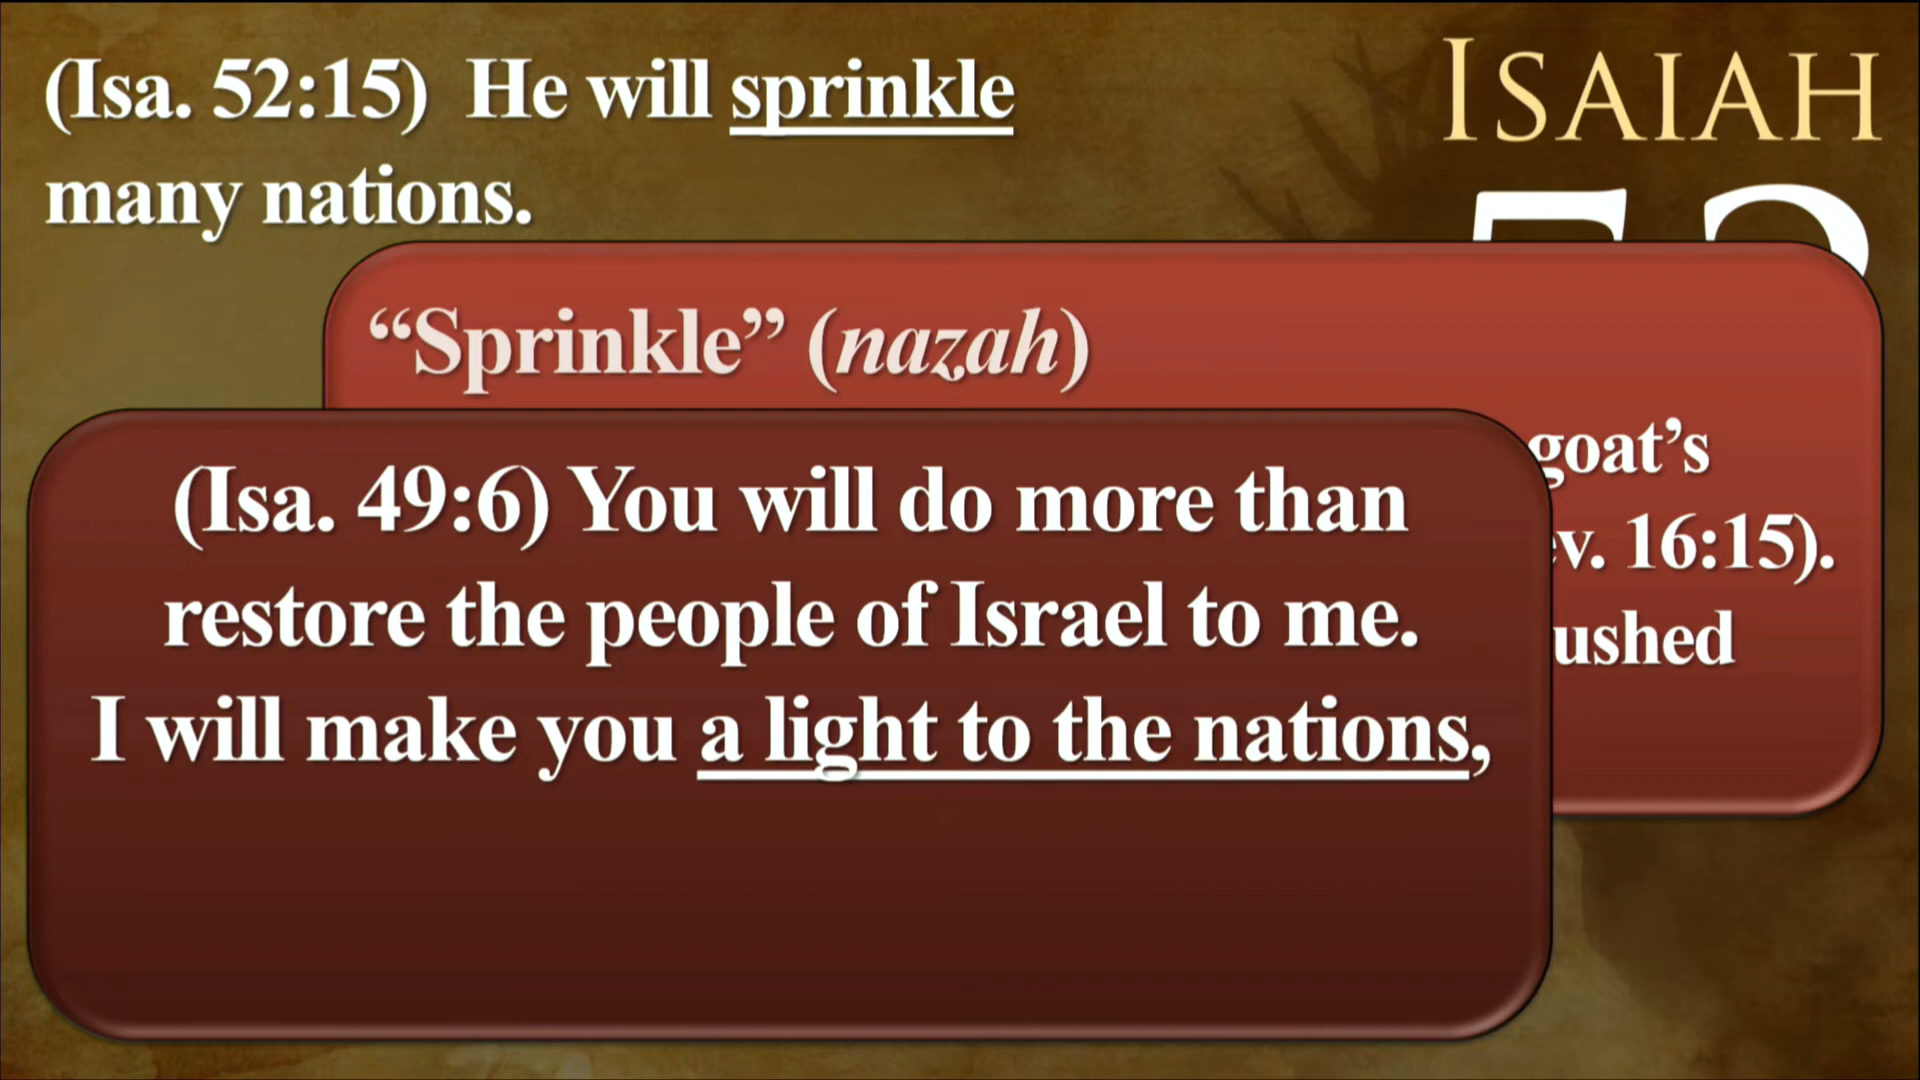 (Isa. 52:15) He will sprinkle
many nations.
ISAIAH
“Sprinkle” (nazah)
goat’s
16:15).
(Isa. 49:6) You will do more than
restore the people of Israel to me.
I will make you a light to the nations,